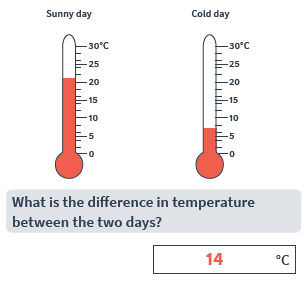 Sunny day
Cold day
30°C
25
20
15
10
5
0
30°C
25
20
15
10
5
0
What is the difference in temperature
between the two days?
14 °C